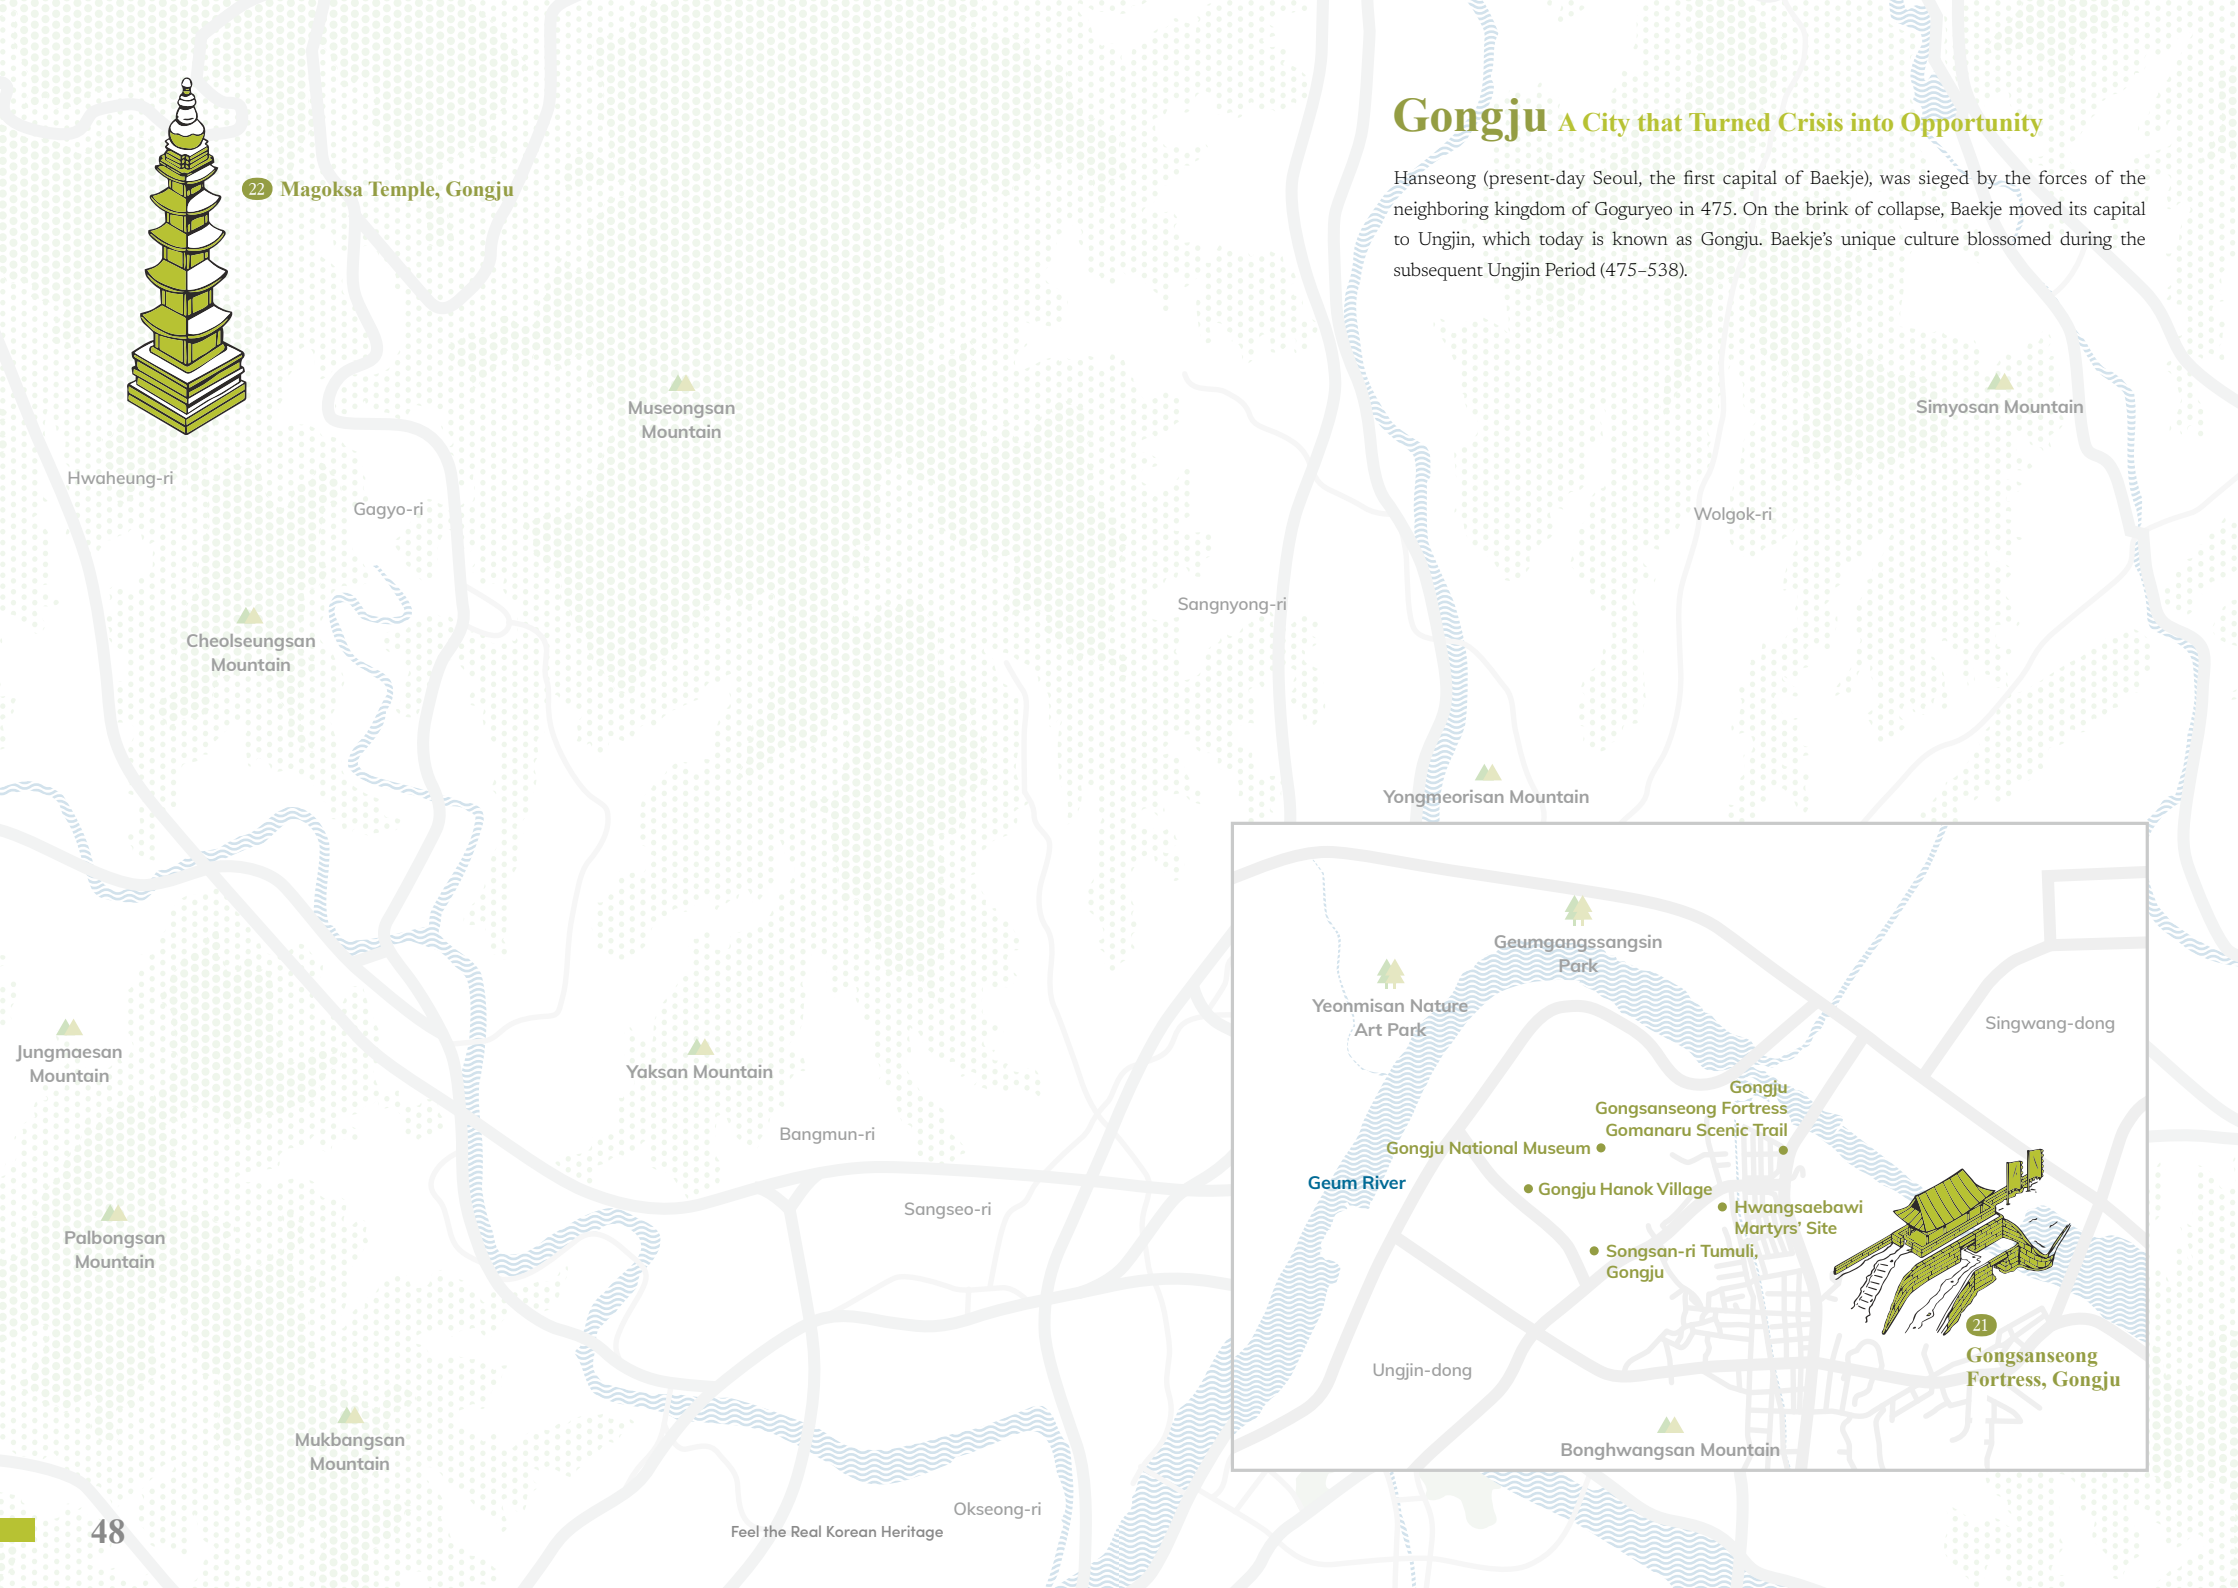 Gongju A City that Turned Crisis into Opportunity
Hanseong (present-day Seoul, the first capital of Baekje), was sieged by the forces of the
neighboring kingdom of Goguryeo in 475. On the brink of collapse, Baekje moved its capital
to Ungjin, which today is known as Gongju. Baekje’s unique culture blossomed during the
subsequent Ungjin Period (475–538).
22 Magoksa Temple, Gongju
Museongsan
Mountain
Simyosan Mountain
Hwaheung-ri
Gagyo-ri
Wolgok-ri
Sangnyong-ri
Cheolseungsan
Mountain
Yongmeorisan Mountain
Geumgangssangsin
Park
Yeonmisan Nature
Art Park
Singwang-dong
Jungmaesan
Mountain
Yaksan Mountain
Bangmun-ri
Gongju
Gongsanseong Fortress
Gomanaru Scenic Trail
Gongju National Museum
Geum River
Gongju Hanok Village
Hwangsaebawi
Martyrs’ Site
Songsan-ri Tumuli,
Gongju
Sangseo-ri
Palbongsan
Mountain
21
Gongsanseong
Fortress, Gongju
Ungjin-dong
Bonghwangsan Mountain
Mukbangsan
Mountain
Okseong-ri
48
Feel the Real Korean Heritage